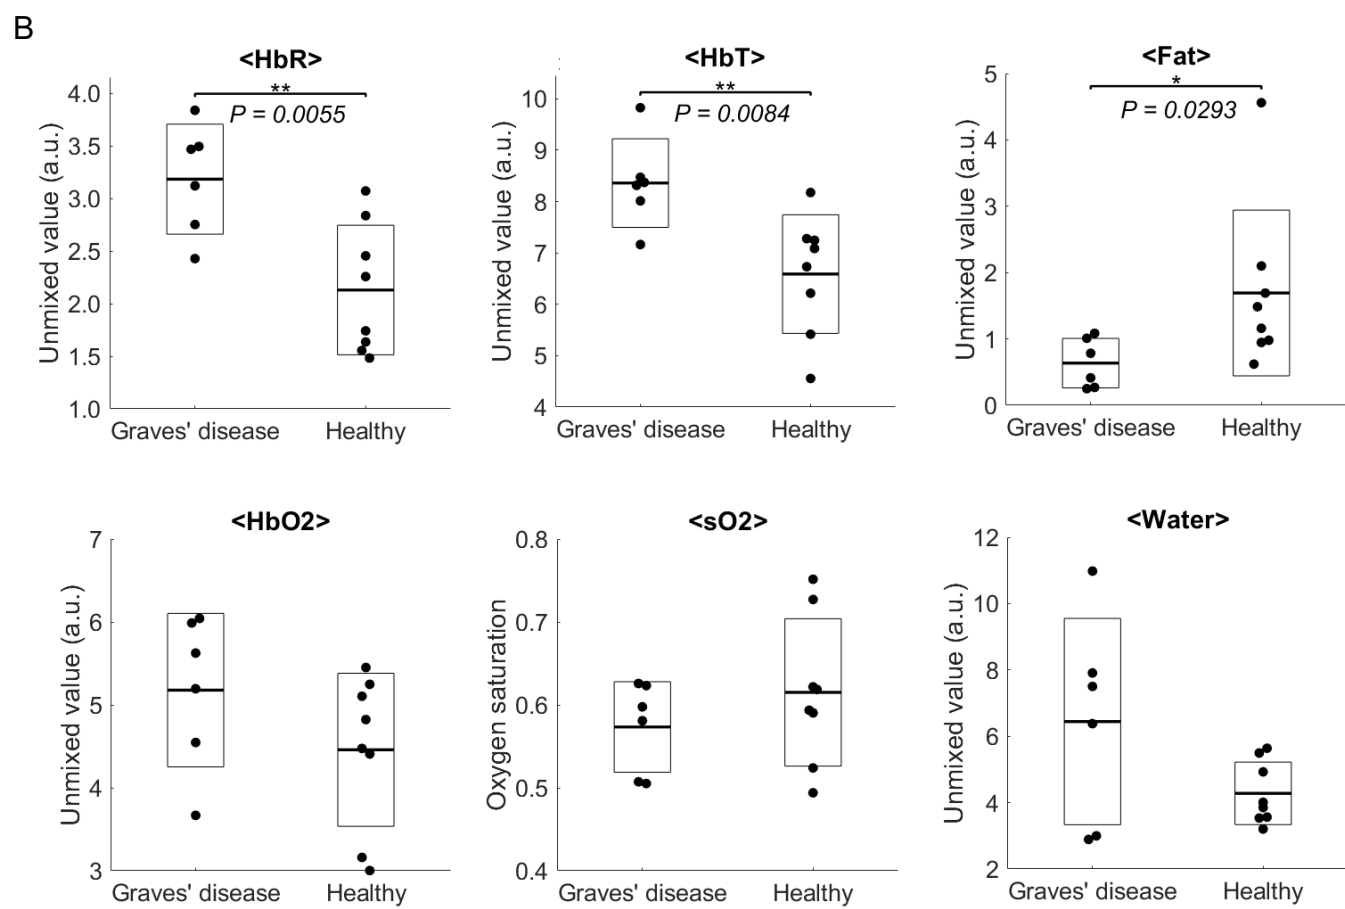 B
<HbR>
**
P = 0.0055
Unmixed value (a.u.)
4.0
3.5
3.0
2.5
2.0
1.5
1.0
Graves' disease
Healthy
<HbT>
**
P = 0.0084
Unmixed value (a.u.)
10
9
8
7
6
5
4
Graves' disease
Healthy
<Fat>
*
P = 0.0293
Unmixed value (a.u.)
5
4
3
2
1
0
Graves' disease
Healthy
<HbO2>
Unmixed value (a.u.)
7
6
5
4
3
Graves' disease
Healthy
<sO2>
Oxygen saturation
0.8
0.7
0.6
0.5
0.4
Graves' disease
Healthy
<Water>
Unmixed value (a.u.)
12
10
8
6
4
2
Graves' disease
Healthy